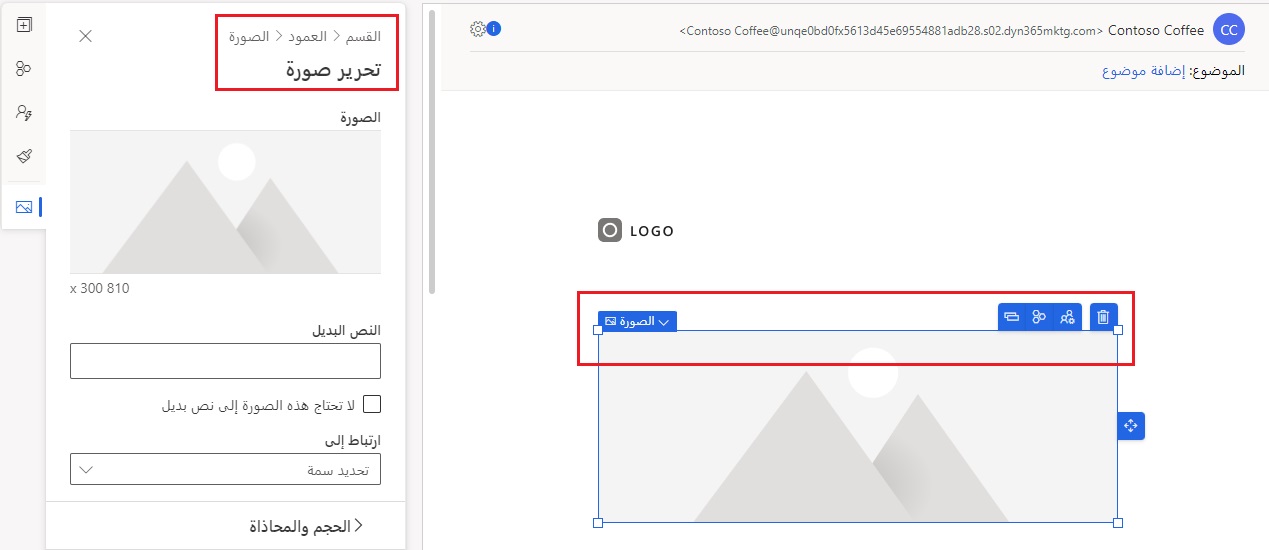 القسم > العمود > الصورة
تحرير صورة
الصورة
x 300 810
النص البديل
لا تحتاج هذه الصورة إلى نص بديل
ارتباط إلى
تحديد سمة
الحجم والمحاذاة
CC
Contoso Coffee <Contoso Coffee@unqe0bd0fx5613d45e69554881adb28.s02.dyn365mktg.com>
i
الموضوع: إضافة موضوع
LOGO
الصورة